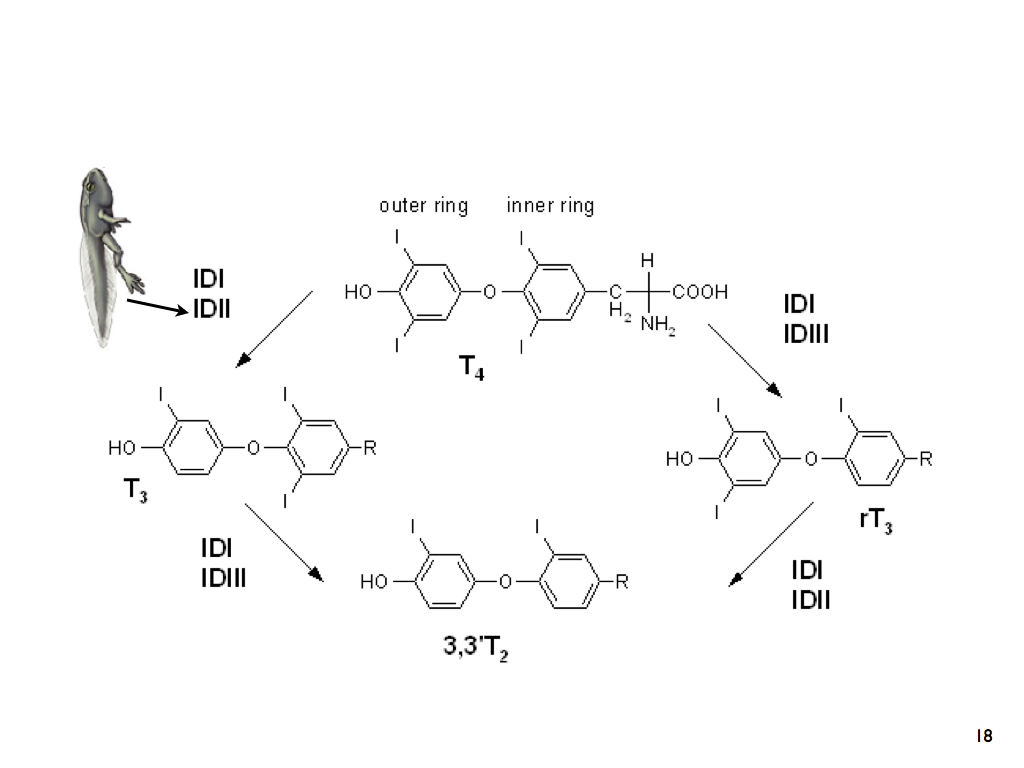 outer ring inner ring
I I
H
IDI
IDII
HO O C COOH
H2 NH2
I I
T4
IDI
IDIII
I I
HO O R
I
T3
I I
HO O R
I
rT3
IDI
IDIII
I I
HO O R
3,3'T2
IDI
IDII
18